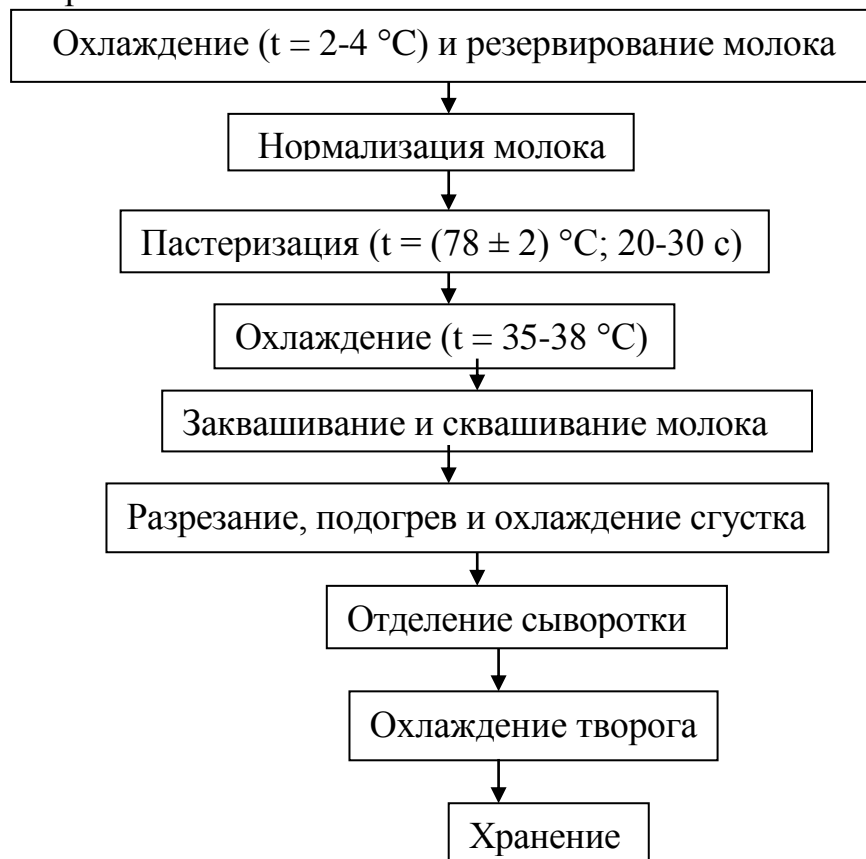 Охлаждение (t = 2-4 °С) и резервирование молока
Нормализация молока
Пастеризация (t = (78 ± 2) °С; 20-30 с)
Охлаждение (t = 35-38 °С)
Заквашивание и сквашивание молока
Разрезание, подогрев и охлаждение сгустка
Отделение сыворотки
Охлаждение творога
Хранение